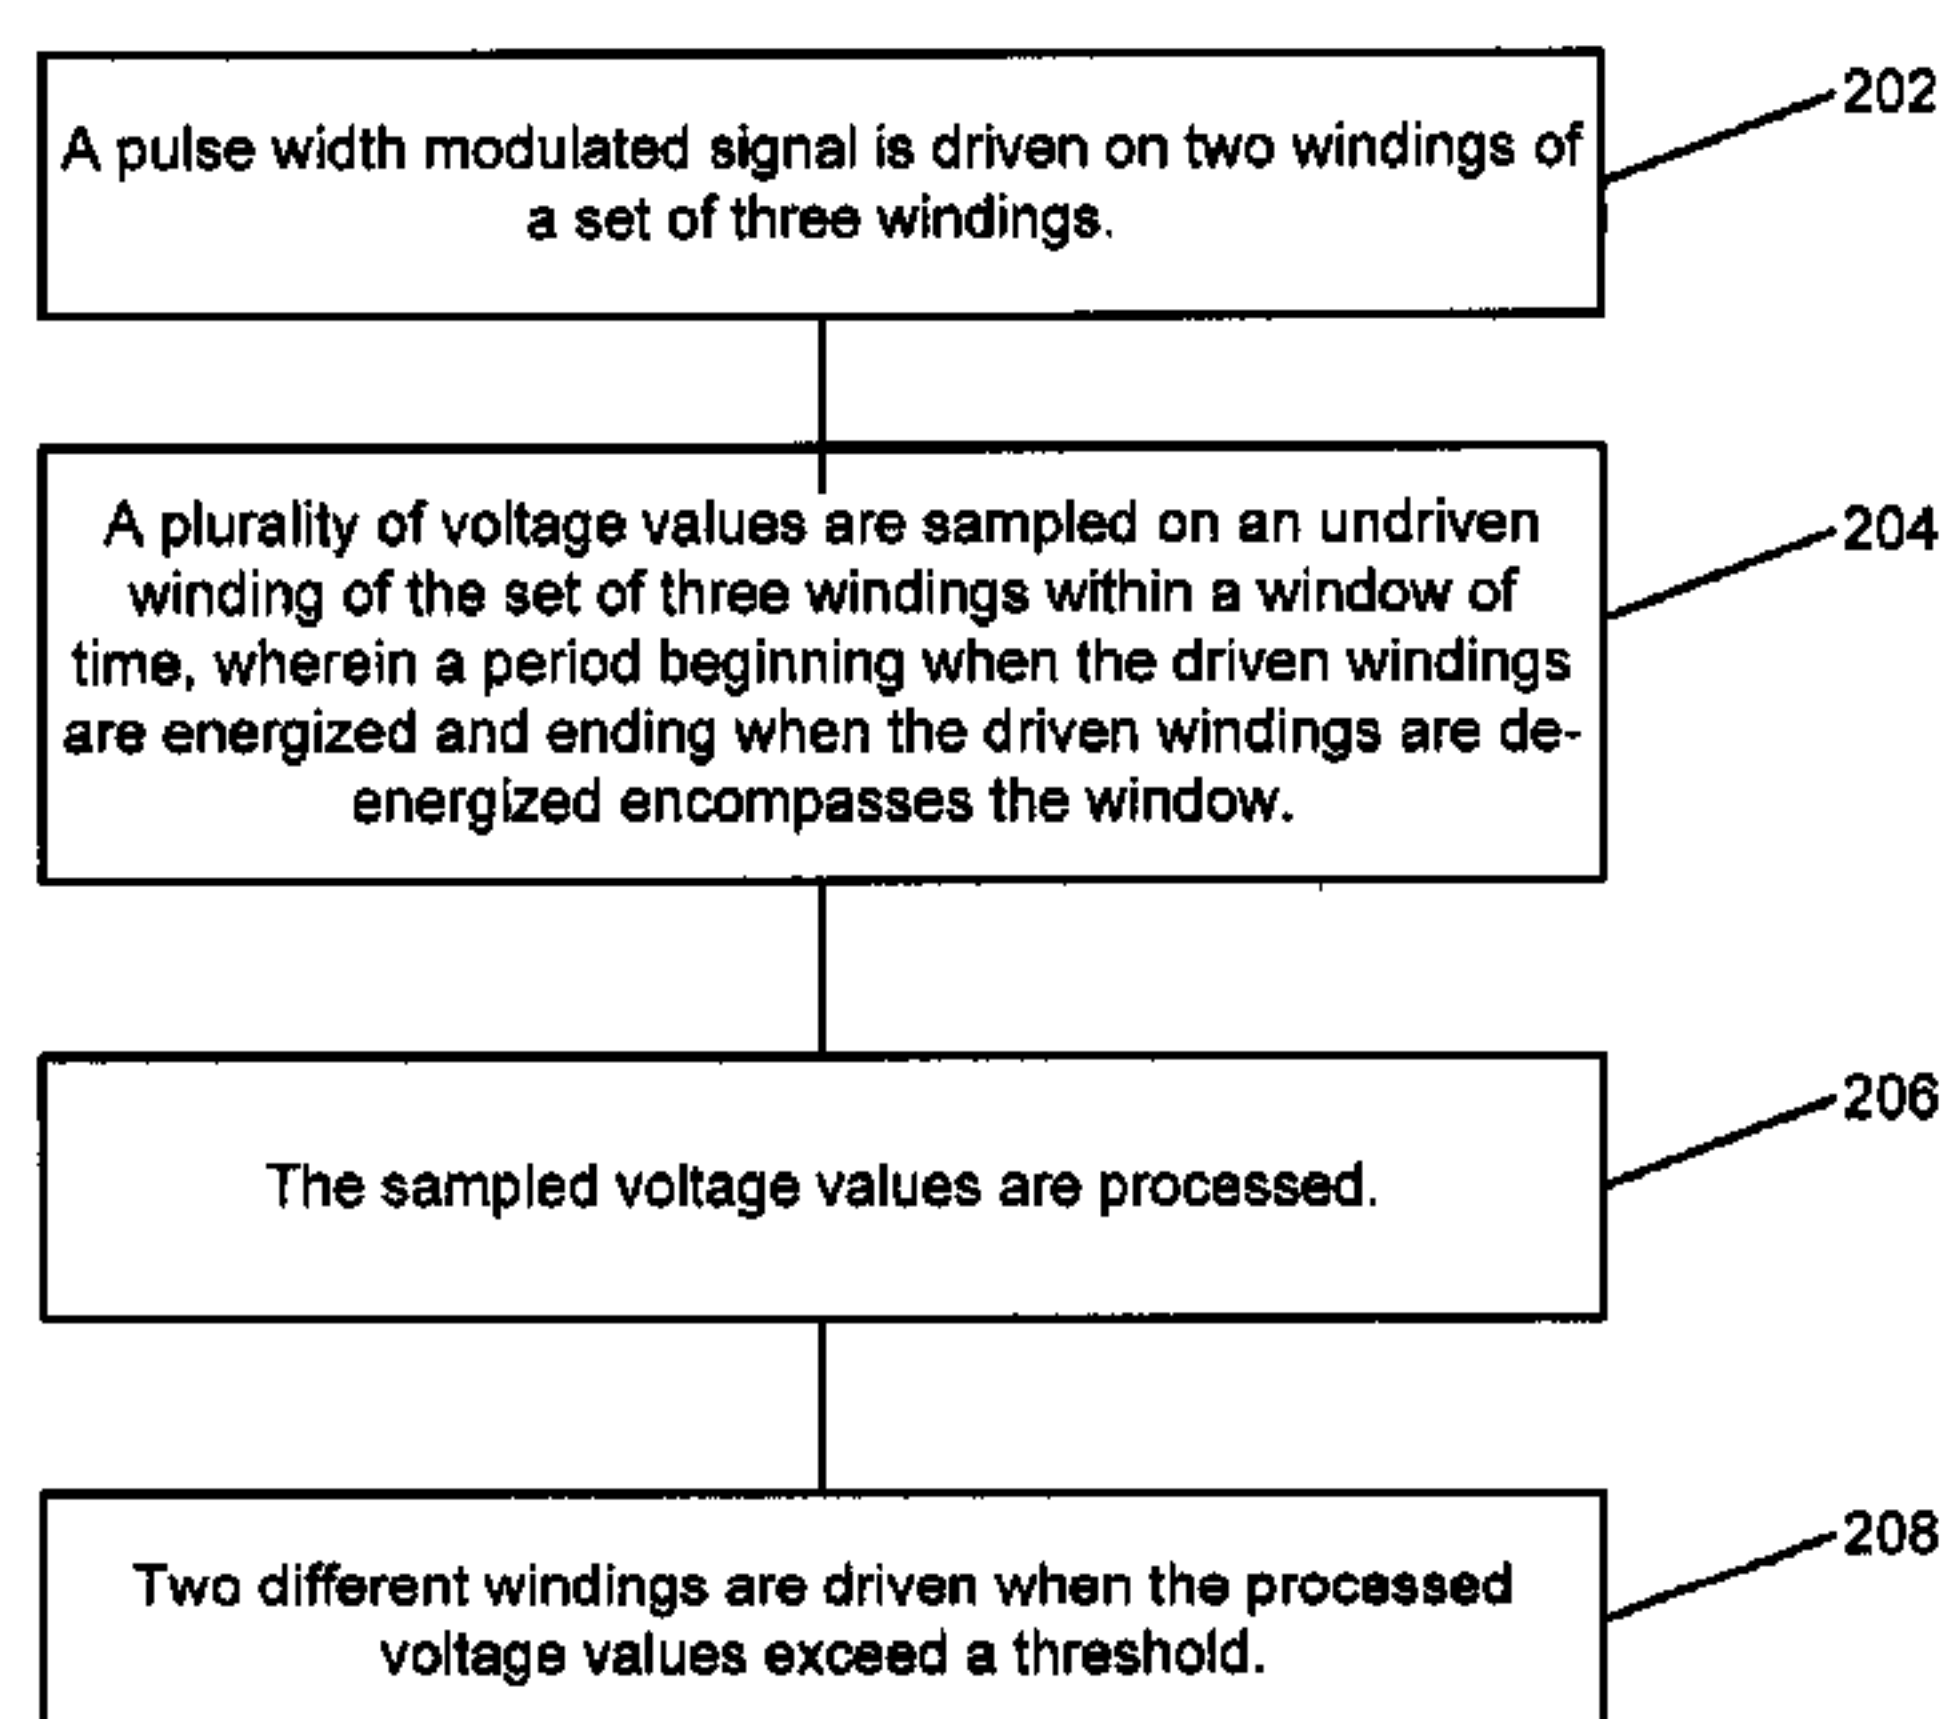 202
A pulse width modulated signal is driven on two windings of
a set of three windings.
204
A plurality of voltage values are sampled on an undriven
winding of the set of three windings within a window of
time, wherein a period beginning when the driven windings
are energized and ending when the driven windings are de-
energized encompasses the window.
206
The sampled voltage values are processed.
208
Two different windings are driven when the processed
voltage values exceed a threshold.